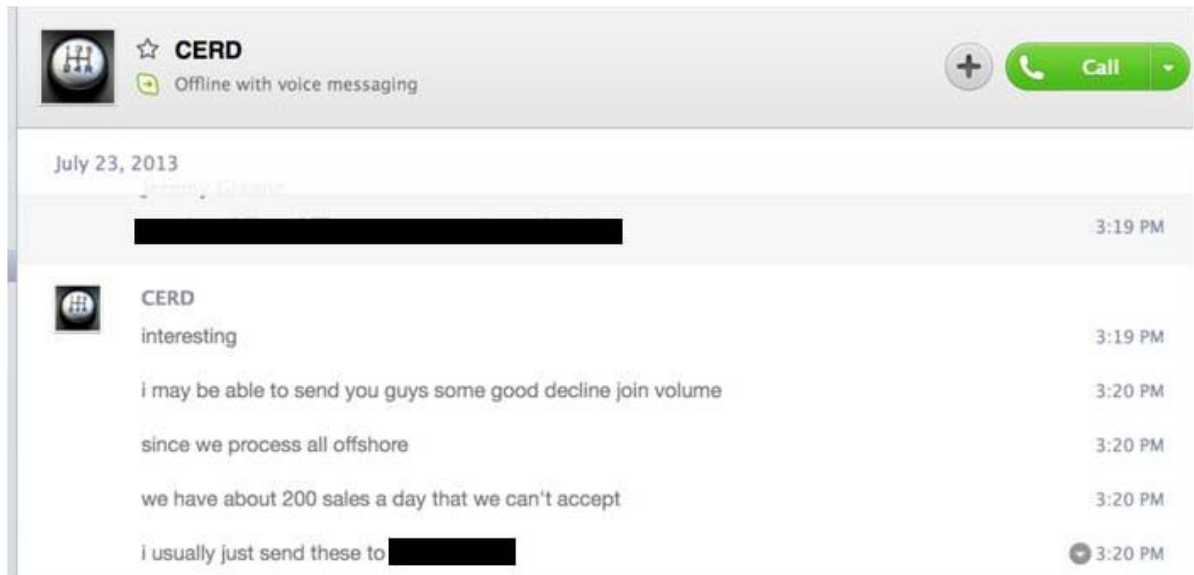 CERD
Offline with voice messaging
Call
July 23, 2013
Jeremy Greene
3:19 PM
CERD
interesting 3:19 PM
i may be able to send you guys some good decline join volume 3:20 PM
since we process all offshore 3:20 PM
we have about 200 sales a day that we can't accept 3:20 PM
i usually just send these to 3:20 PM